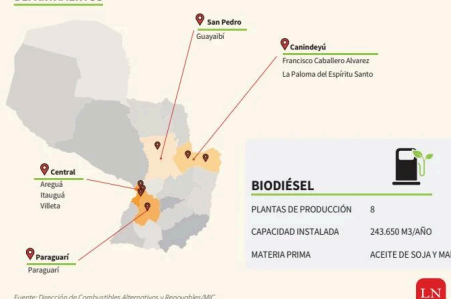 San Pedro
Guayaibí
Canindeyú
Francisco Caballero Alvarez
La Paloma del Espíritu Santo
Central
Areguá
Itauguá
Villeta
Paraguarí
Paraguarí
BIODIÉSEL
PLANTAS DE PRODUCCIÓN 8
CAPACIDAD INSTALADA 243.650 M3/AÑO
MATERIA PRIMA ACEITE DE SOJA Y
Fuente: Dirección de Combustibles Alternativos y Renovables/MIC
LN